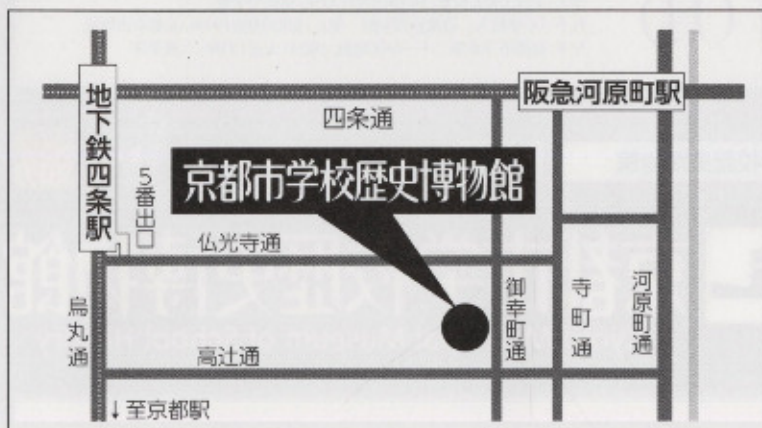 地下鉄四条駅
阪急河原町駅
四条通
5番出口
京都市学校歴史博物館
仏光寺通
烏丸通
高辻通
御幸町通
寺町通
河原町通
↓至京都駅